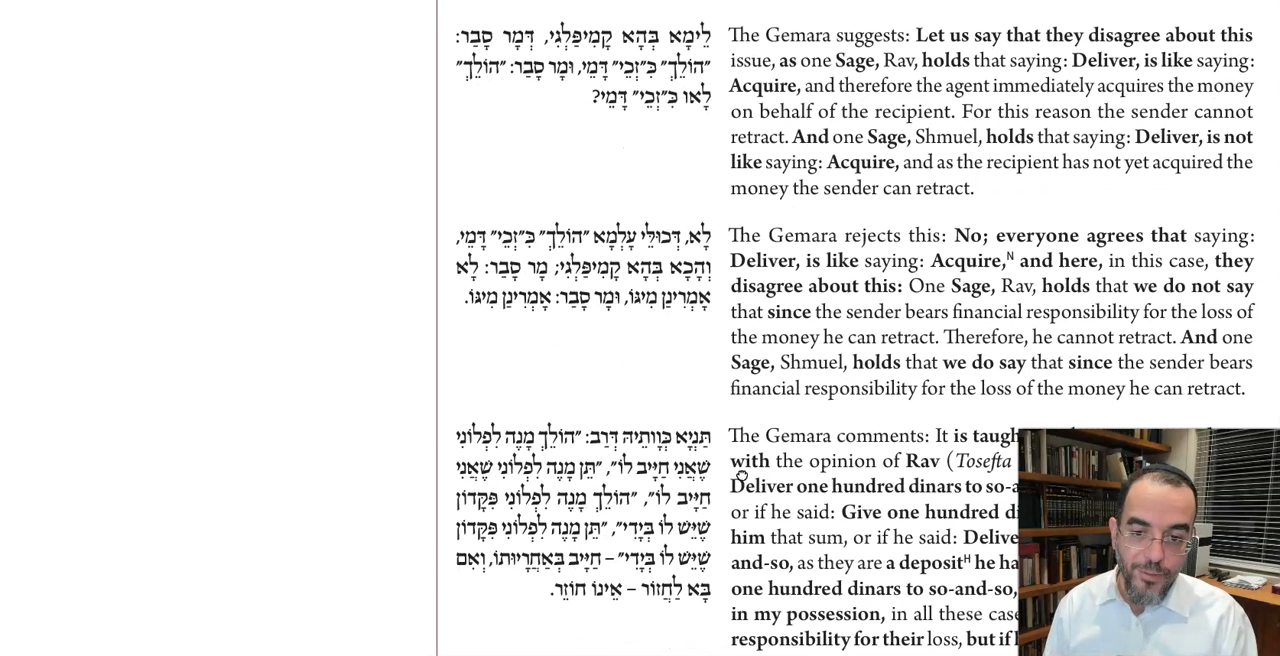 לֵימָא בְּהָא קָמִיפַּלְגִי, דְּמָר סָבַר:
״הוֹלֵךְ״ כִּ״זְכִי״ דָּמֵי, וּמָר סָבַר: ״הוֹלֵךְ״
לָאו כִּ״זְכִי״ דָּמֵי?
The Gemara suggests: Let us say that they disagree about this
issue, as one Sage, Rav, holds that saying: Deliver, is like saying:
Acquire, and therefore the agent immediately acquires the money
on behalf of the recipient. For this reason the sender cannot
retract. And one Sage, Shmuel, holds that saying: Deliver, is not
like saying: Acquire, and as the recipient has not yet acquired the
money the sender can retract.
לָא, דְּכוּלֵּי עָלְמָא ״הוֹלֵךְ״ כִּ״זְכִי״ דָּמֵי,
וְהָכָא בְּהָא קָמִיפַּלְגִי; מָר סָבַר: לָא
אָמְרִינַן מִיגּוֹ, וּמָר סָבַר: אָמְרִינַן מִיגּוֹ.
The Gemara rejects this: No; everyone agrees that saying:
Deliver, is like saying: Acquire,N and here, in this case, they
disagree about this: One Sage, Rav, holds that we do not say
that since the sender bears financial responsibility for the loss of
the money he can retract. Therefore, he cannot retract. And one
Sage, Shmuel, holds that we do say that since the sender bears
financial responsibility for the loss of the money he can retract.
תַּנְיָא כְּוָותֵיהּ דְּרַב: ״הוֹלֵךְ מָנֶה לִפְלוֹנִי
שֶׁאֲנִי חַיָּיב לוֹ״, ״תֵּן מָנֶה לִפְלוֹנִי שֶׁאֲנִי
חַיָּיב לוֹ״, ״הוֹלֵךְ מָנֶה לִפְלוֹנִי פִּקָּדוֹן
שֶׁיֵּשׁ לוֹ בְּיָדִי״, ״תֵּן מָנֶה לִפְלוֹנִי פִּקָּדוֹן
שֶׁיֵּשׁ לוֹ בְּיָדִי״ – חַיָּיב בְּאַחְרָיוּתוֹ, וְאִם
בָּא לַחֲזוֹר – אֵינוֹ חוֹזֵר.
The Gemara comments: It is taugh
with the opinion of Rav (Tosefta
Deliver one hundred dinars to so-a
or if he said: Give one hundred di
him that sum, or if he said: Delive
and-so, as they are a depositH he ha
one hundred dinars to so-and-so,
in my possession, in all these case
responsibility for their loss, but if